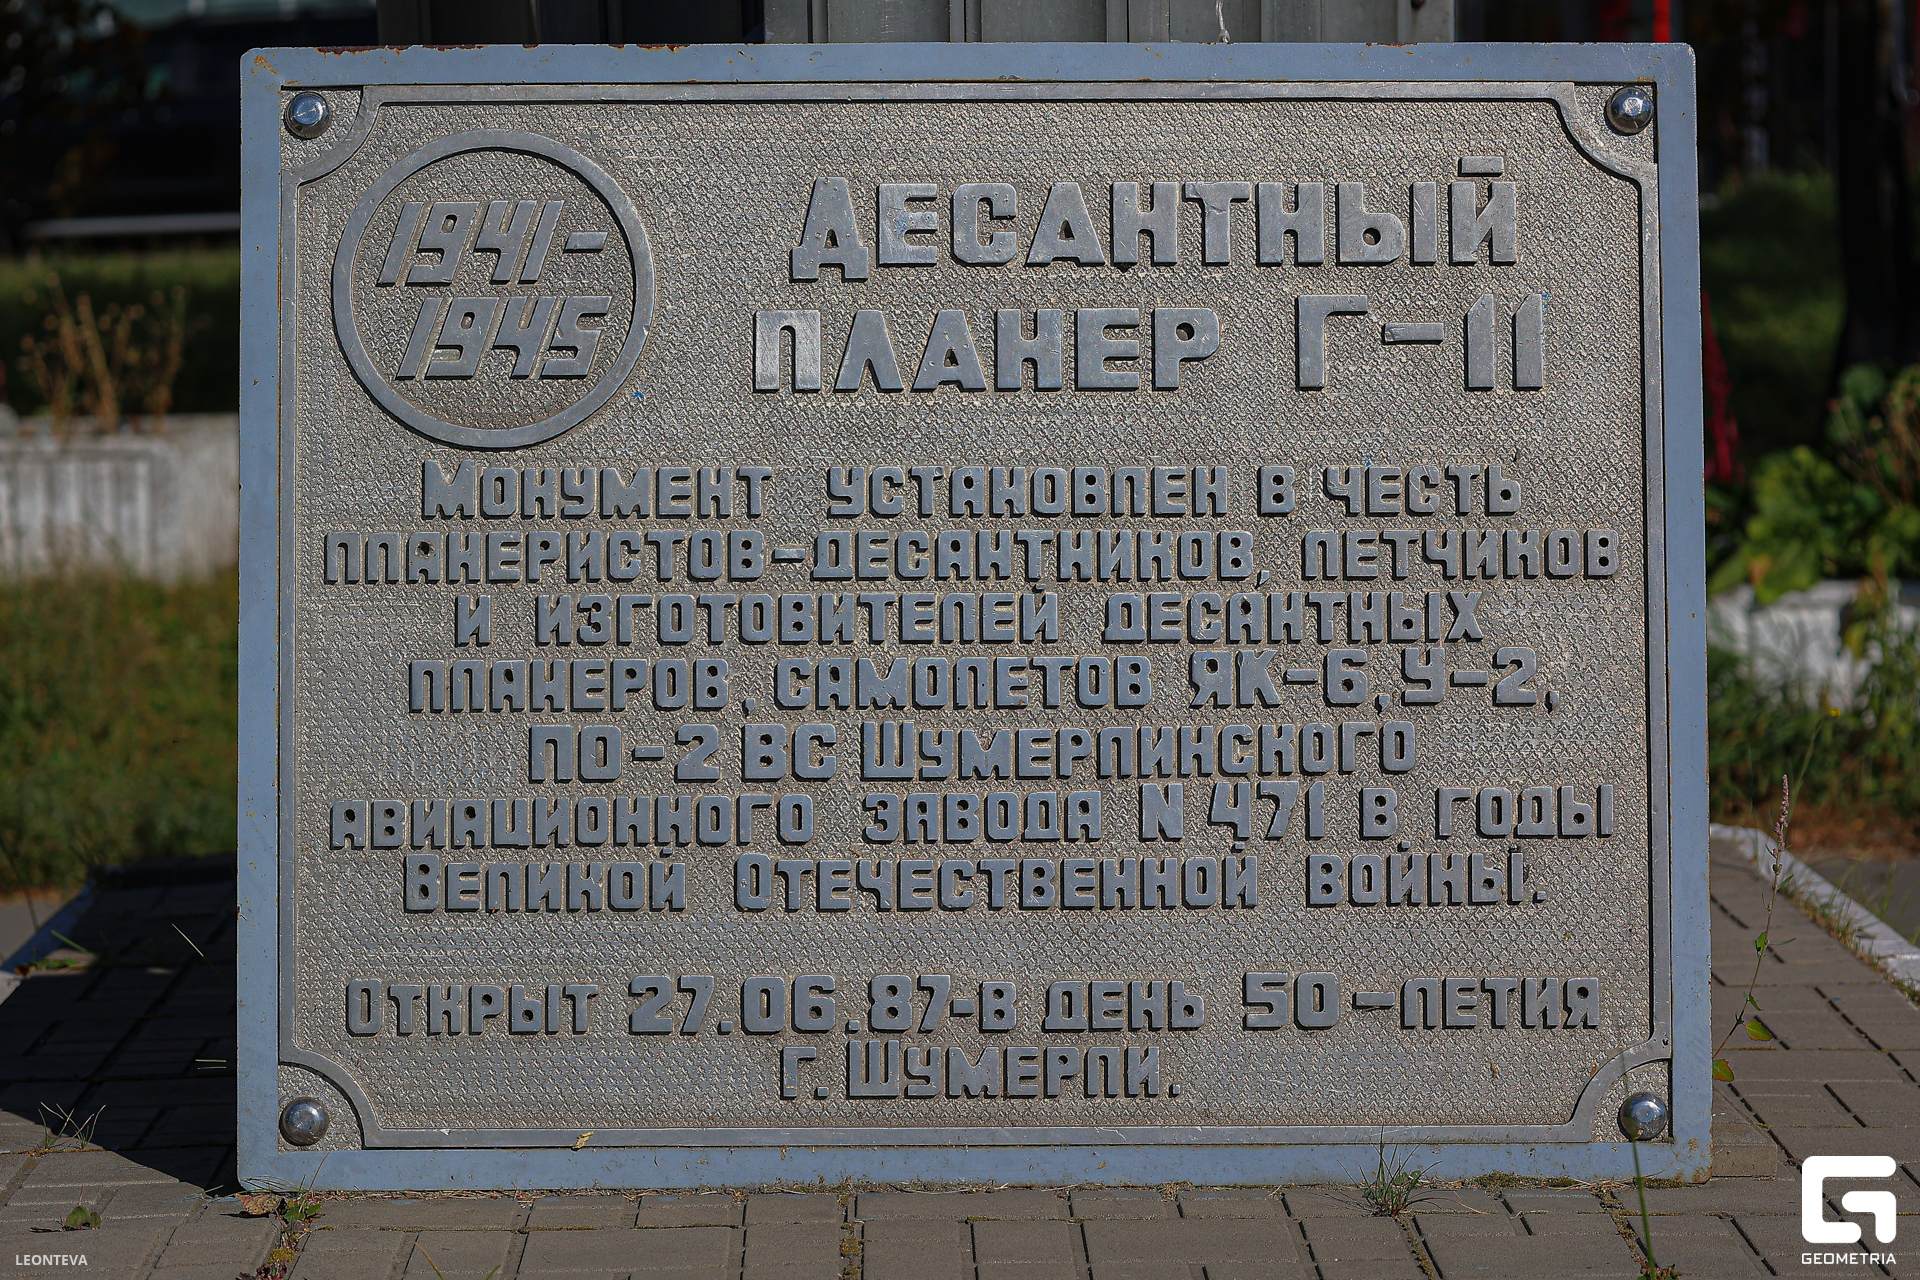 1941-
1945
ДЕСАНТНЫЙ
ПЛАНЕР Г-11
Монумент установлен в честь
планеристов-десантников, летчиков
и изготовителей десантных
планеров, самолетов ЯК-6, У-2,
ПО-2 ВС Шумерлинского
авиационного завода N 471 в годы
Великой Отечественной войны.
Открыт 27.06.87-в день 50-летия
г. Шумерли.
LEONTEVA
GEOMETRIA